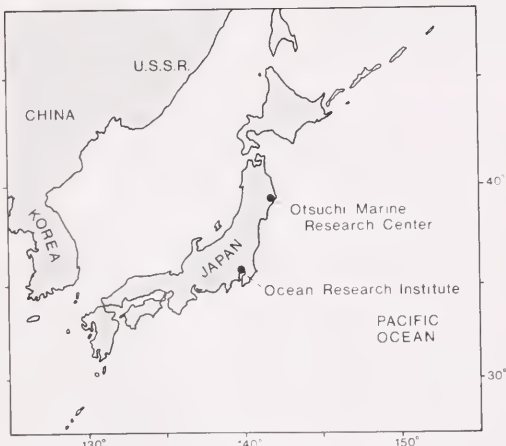 U.S.S.R.
CHINA
KOREA
JAPAN
40°
Otsuchi Marine
Research Center
Ocean Research Institute
PACIFIC
OCEAN
30°
130°
140°
150°